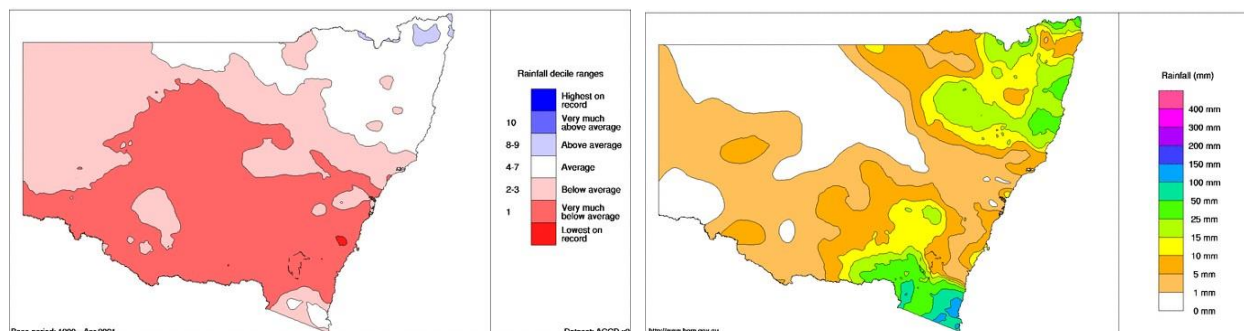 Rainfall decile ranges
Highest on
record
10
Very much
above average
8-9
Above average
4-7
Average
2-3
Below average
1
Very much
below average
Lowest on
record
Rainfall (mm)
400 mm
300 mm
200 mm
150 mm
100 mm
50 mm
25 mm
15 mm
10 mm
5 mm
1 mm
0 mm